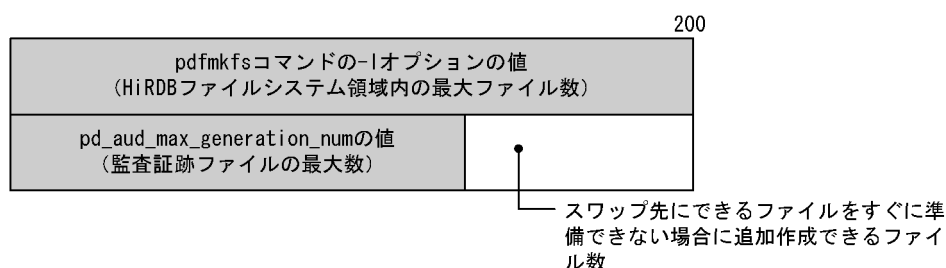 200
pdfmkfsコマンドの-lオプションの値
（HiRDBファイルシステム領域内の最大ファイル数）
pd_aud_max_generation_numの値
（監査証跡ファイルの最大数）
スワップ先にできるファイルをすぐに準
備できない場合に追加作成できるファイ
ル数